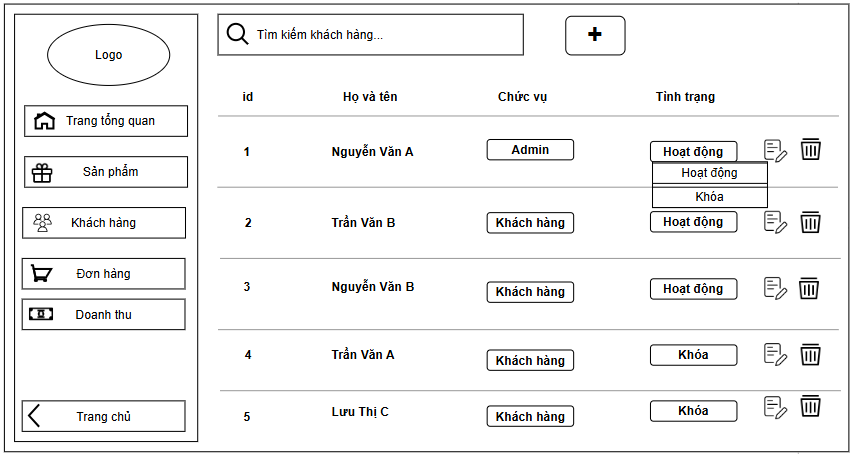 Logo
Trang tổng quan
Sản phẩm
Khách hàng
Đơn hàng
Doanh thu
Trang chủ
Tìm kiếm khách hàng...
+
id Họ và tên Chức vụ Tình trạng
1 Nguyễn Văn A Admin Hoạt động
Hoạt động
Khóa
2 Trần Văn B Khách hàng Hoạt động
3 Nguyễn Văn B Khách hàng Hoạt động
4 Trần Văn A Khách hàng Khóa
5 Lưu Thị C Khách hàng Khóa